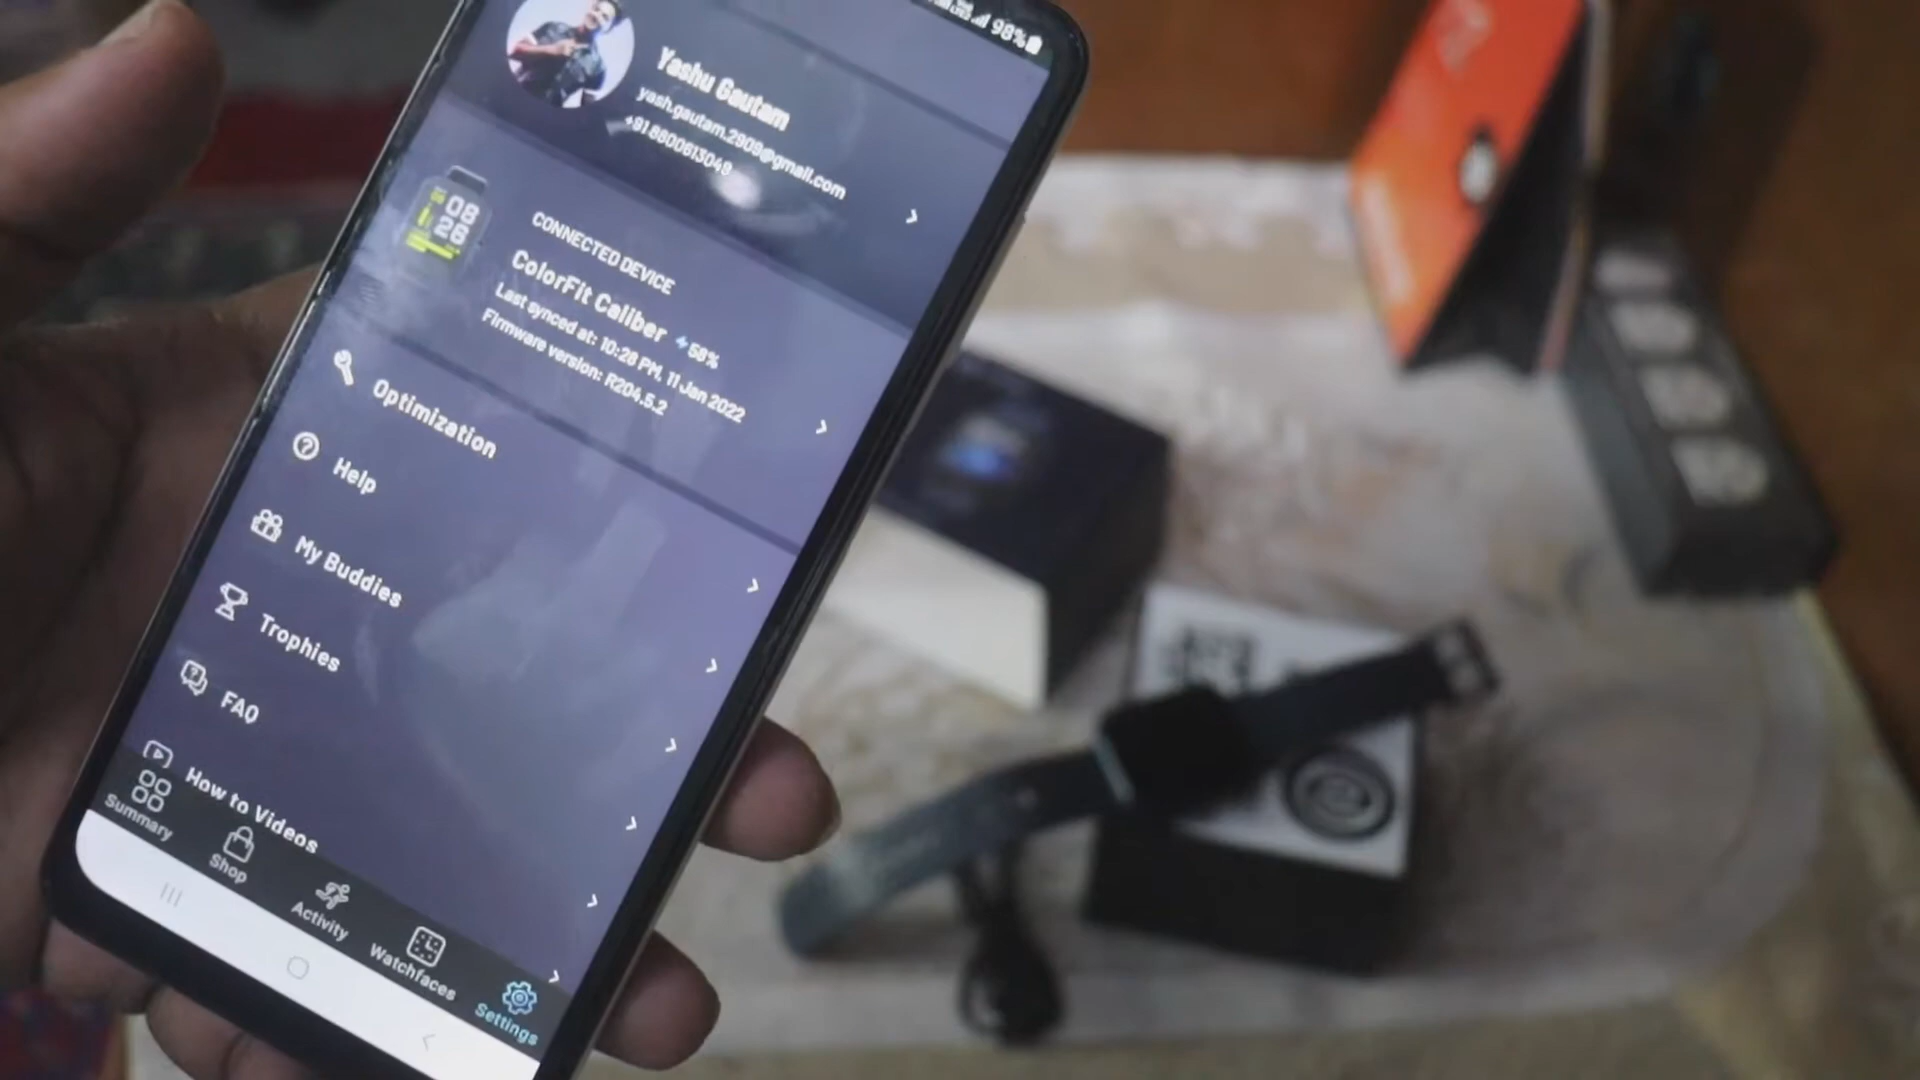 98%
Yashu Gautam
yash.gautam.2909@gmail.com
+91.8800613049
08
28
CONNECTED DEVICE
ColorFit Caliber 58%
Last synced at: 10:28 PM, 11 Jan 2022
Firmware version: R204.5.2
Optimization
Help
My Buddies
Trophies
FAQ
How to Videos
Summary
Shop
Activity
Watchfaces
Settings